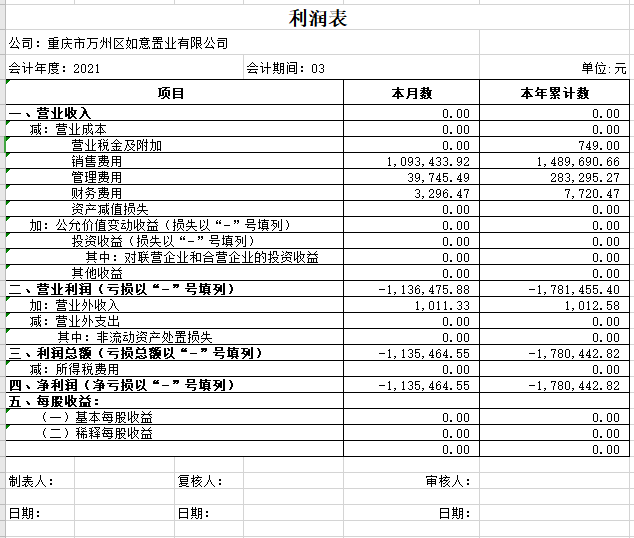 利润表
公司：重庆市万州区如意置业有限公司
会计年度：2021 会计期间：03 单位:元
项目 本月数 本年累计数
一、营业收入 0.00 0.00
减：营业成本 0.00 0.00
营业税金及附加 0.00 749.00
销售费用 1,093,433.92 1,489,690.66
管理费用 39,745.49 283,295.27
财务费用 3,296.47 7,720.47
资产减值损失 0.00 0.00
加：公允价值变动收益（损失以“-”号填列） 0.00 0.00
投资收益（损失以“-”号填列） 0.00 0.00
其中：对联营企业和合营企业的投资收益 0.00 0.00
其他收益 0.00 0.00
二、营业利润（亏损以“-”号填列） -1,136,475.88 -1,781,455.40
加：营业外收入 1,011.33 1,012.58
减：营业外支出 0.00 0.00
其中：非流动资产处置损失 0.00 0.00
三、利润总额（亏损总额以“-”号填列） -1,135,464.55 -1,780,442.82
减：所得税费用 0.00 0.00
四、净利润（净亏损以“-”号填列） -1,135,464.55 -1,780,442.82
五、每股收益：
（一）基本每股收益 0.00 0.00
（二）稀释每股收益 0.00 0.00
0.00 0.00
制表人： 复核人： 审核人：
日期： 日期： 日期：